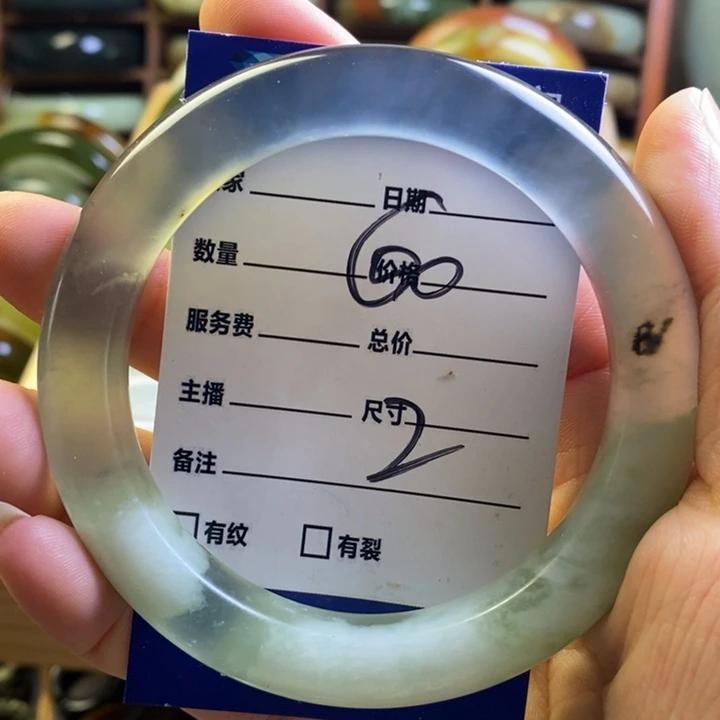 家 日期
数量 价格 60
服务费 总价
主播 尺寸 2
备注
有纹 有裂